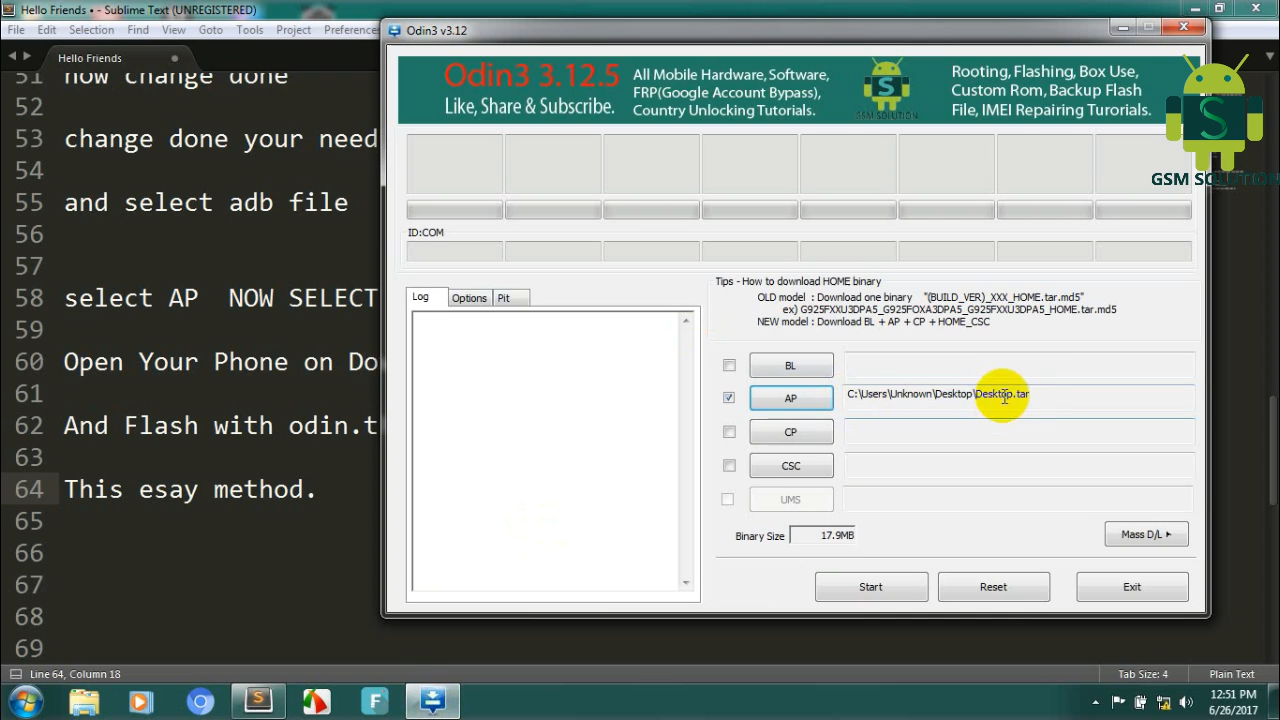 Hello Friends • - Sublime Text (UNREGISTERED)
File Edit Selection Find View Goto Tools Project Preferences
Hello Friends
51 now change done
52
53 change done your need
54
55 and select adb file
56
57
58 select AP NOW SELECT
59
60 Open Your Phone on Do
61
62 And Flash with odin.t
63
64 This esay method.
65
66
67
68
69
Line 64, Column 18
Tab Size: 4
Plain Text
Odin3 v3.12
Odin3 3.12.5
Like, Share & Subscribe.
All Mobile Hardware, Software,
FRP(Google Account Bypass),
Country Unlocking Tutorials.
GSM SOLUTION
Rooting, Flashing, Box Use,
Custom Rom, Backup Flash
File, IMEI Repairing Turorials.
S
GSM SOLUTION
ID:COM
Log Options Pit
Tips - How to download HOME binary
OLD model : Download one binary "(BUILD_VER)_XXX_HOME.tar.md5"
ex) G925FXXU3DPA5_G925FOXA3DPA5_G925FXXU3DPA5_HOME.tar.md5
NEW model : Download BL + AP + CP + HOME_CSC
BL
AP C:\Users\Unknown\Desktop\Desktop.tar
CP
CSC
UMS
Binary Size 17.9MB
Mass D/L
Start Reset Exit
12:51 PM
6/26/2017